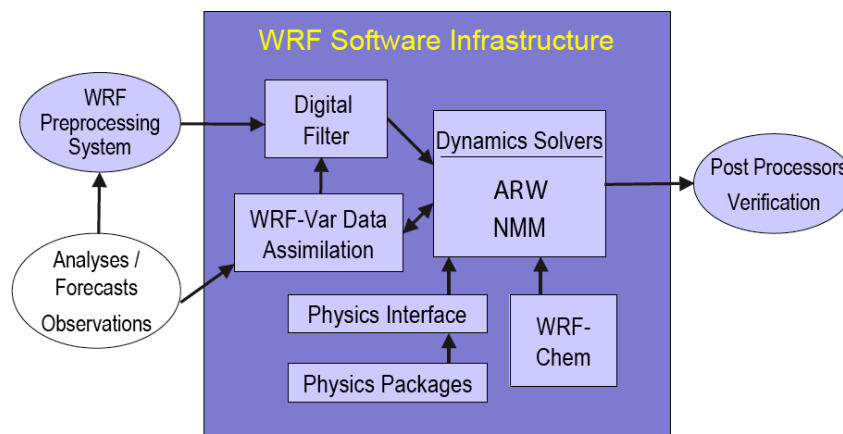 WRF Software Infrastructure
WRF
Preprocessing
System
Digital
Filter
Dynamics Solvers
ARW
NMM
Post Processors
Verification
WRF-Var Data
Assimilation
Analyses /
Forecasts
Observations
Physics Interface
WRF-
Chem
Physics Packages